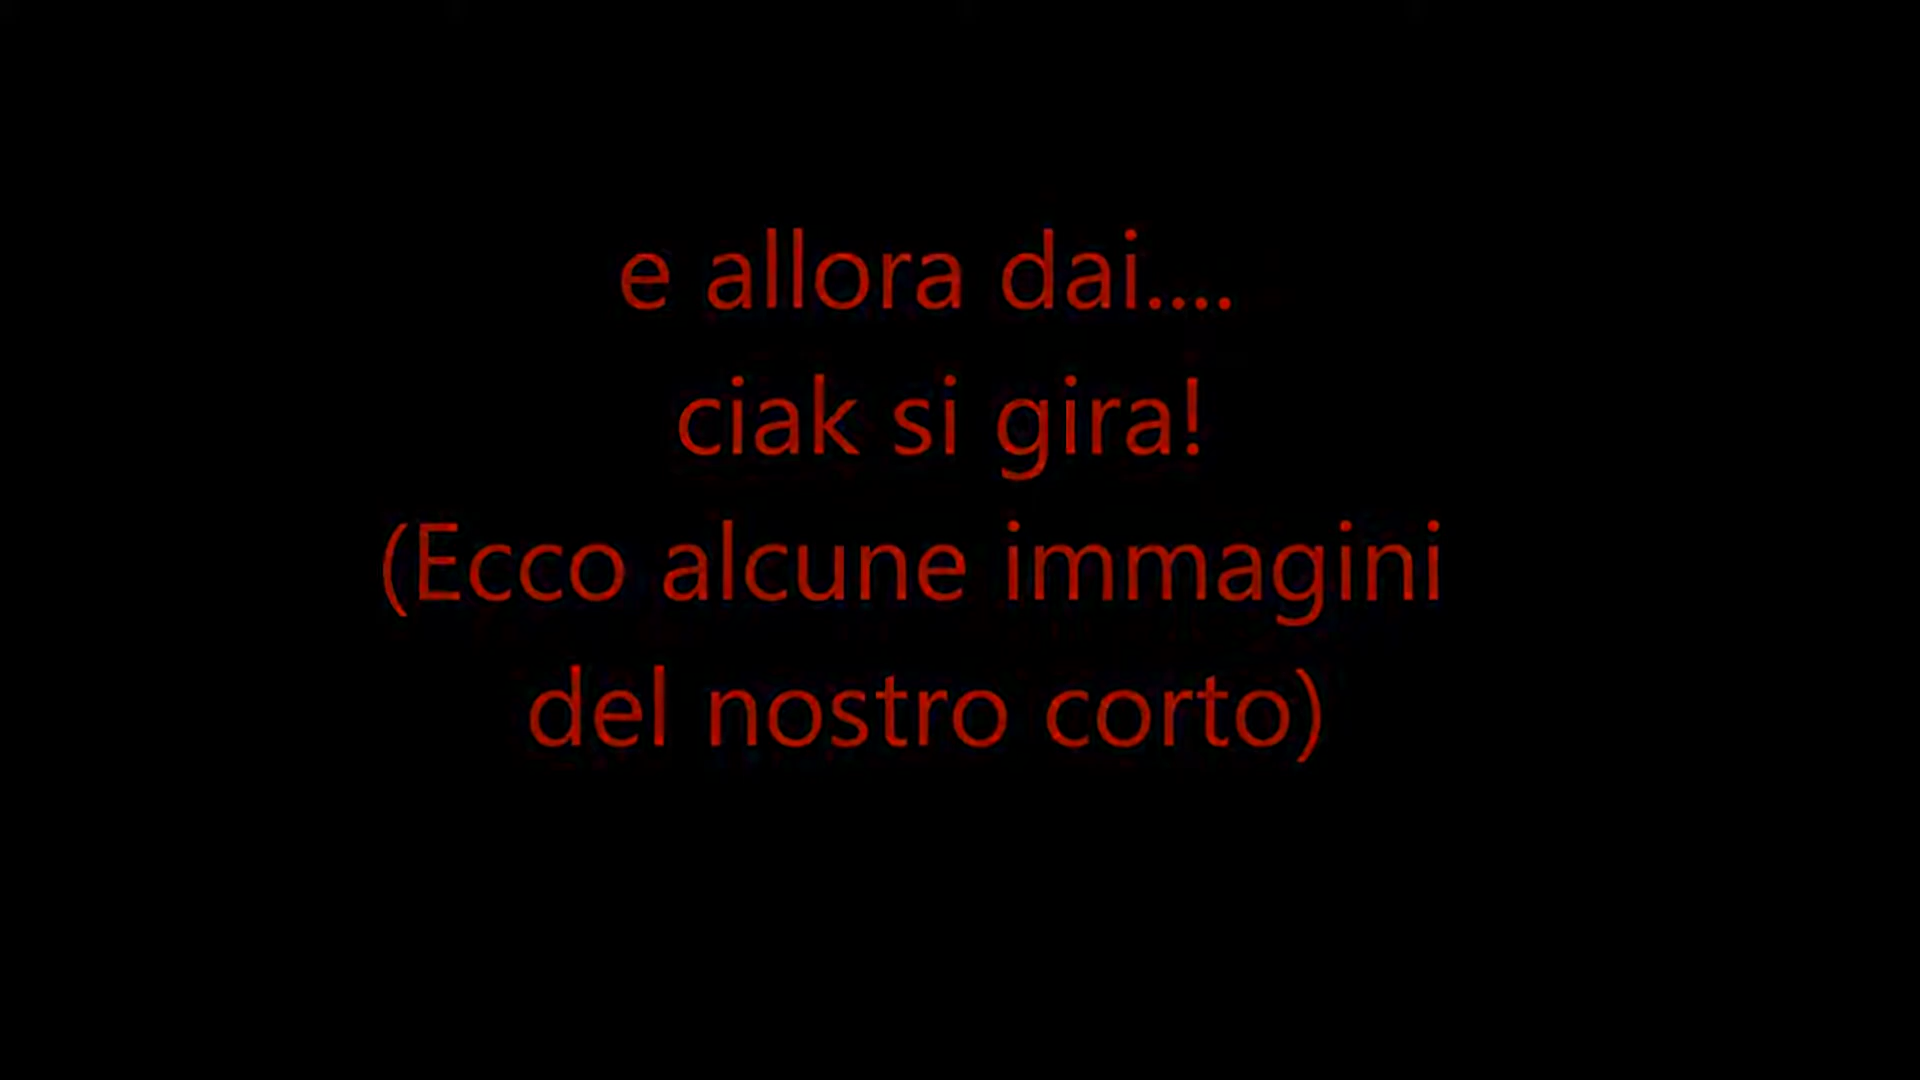 e allora dai....
ciak si gira!
(Ecco alcune immagini
del nostro corto)